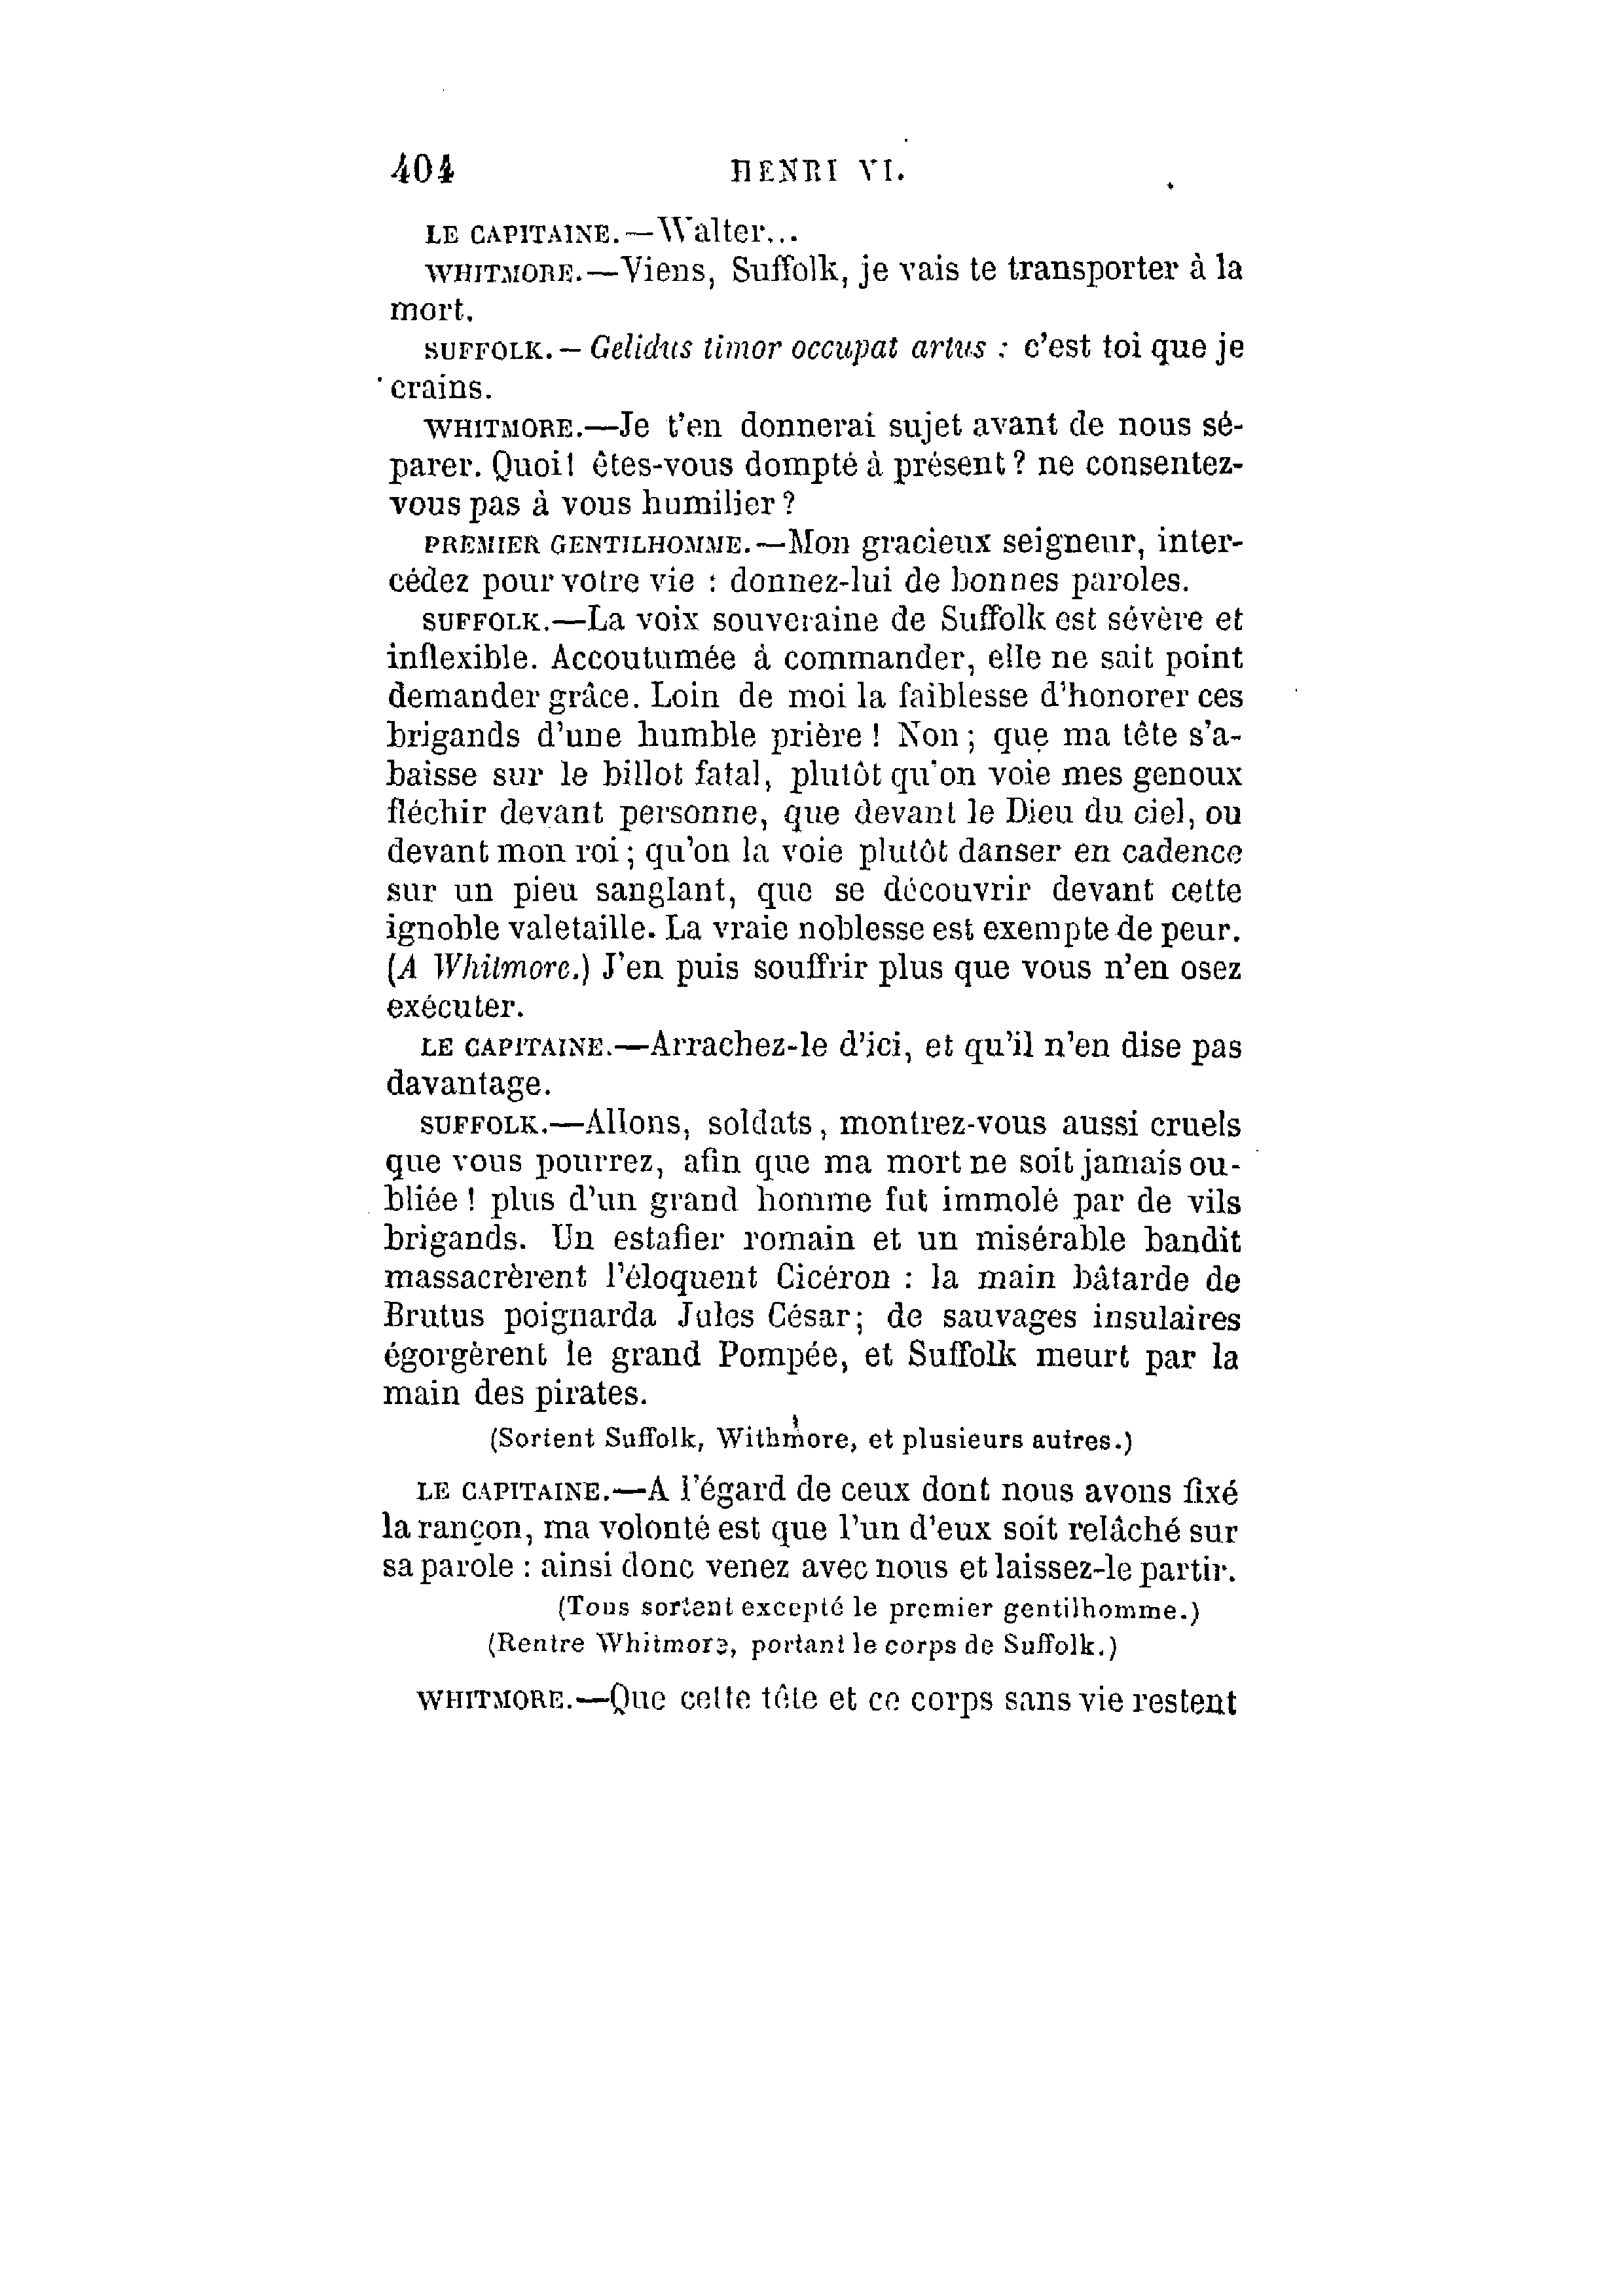 404 HENRI VI.
LE CAPITAINE.—Walter...
WHITMORE.—Viens, Suffolk, je vais te transporter à la
mort.
SUFFOLK.— Gelidus timor occupat artus : c'est toi que je
crains.
WHITMORE.—Je t'en donnerai sujet avant de nous sé-
parer. Quoi! êtes-vous dompté à présent ? ne consentez-
vous pas à vous humilier ?
PREMIER GENTILHOMME.—Mon gracieux seigneur, inter-
cédez pour votre vie : donnez-lui de bonnes paroles.
SUFFOLK.—La voix souveraine de Suffolk est sévère et
inflexible. Accoutumée à commander, elle ne sait point
demander grâce. Loin de moi la faiblesse d'honorer ces
brigands d'une humble prière ! Non ; que ma tête s'a-
baisse sur le billot fatal, plutôt qu'on voie mes genoux
fléchir devant personne, que devant le Dieu du ciel, ou
devant mon roi ; qu'on la voie plutôt danser en cadence
sur un pieu sanglant, que se découvrir devant cette
ignoble valetaille. La vraie noblesse est exempte de peur.
(A Whitmore.) J'en puis souffrir plus que vous n'en osez
exécuter.
LE CAPITAINE.—Arrachez-le d'ici, et qu'il n'en dise pas
davantage.
SUFFOLK.—Allons, soldats, montrez-vous aussi cruels
que vous pourrez, afin que ma mort ne soit jamais ou-
bliée ! plus d'un grand homme fut immolé par de vils
brigands. Un estafier romain et un misérable bandit
massacrèrent l'éloquent Cicéron : la main bâtarde de
Brutus poignarda Jules César; de sauvages insulaires
égorgèrent le grand Pompée, et Suffolk meurt par la
main des pirates.
(Sortent Suffolk, Withmore, et plusieurs autres.)
LE CAPITAINE.—A l'égard de ceux dont nous avons fixé
la rançon, ma volonté est que l'un d'eux soit relâché sur
sa parole : ainsi donc venez avec nous et laissez-le partir.
(Tous sortent excepté le premier gentilhomme.)
(Rentre Whitmore, portant le corps de Suffolk.)
WHITMORE.—Que cette tête et ce corps sans vie restent